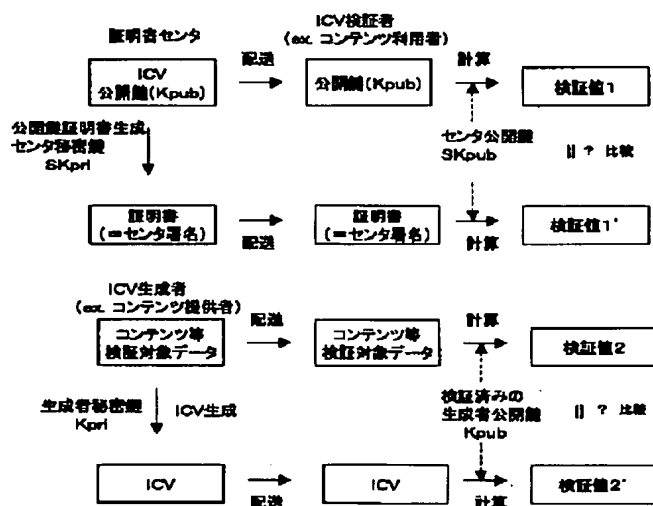 証明書センタ
ICV検証者
(ex. コンテンツ利用者)
ICV
公開鍵(Kpub)
配送
公開鍵(Kpub)
計算
検証値1
公開鍵証明書生成
センタ秘密鍵
SKpri
センタ公開鍵
SKpub
|| ? 比較
証明書
(=センタ署名)
配送
証明書
(=センタ署名)
計算
検証値1'
ICV生成者
(ex. コンテンツ提供者)
コンテンツ等
検証対象データ
配送
コンテンツ等
検証対象データ
計算
検証値2
生成者秘密鍵
Kpri
ICV生成
検証済みの
生成者公開鍵
Kpub
|| ? 比較
ICV
配送
ICV
計算
検証値2'